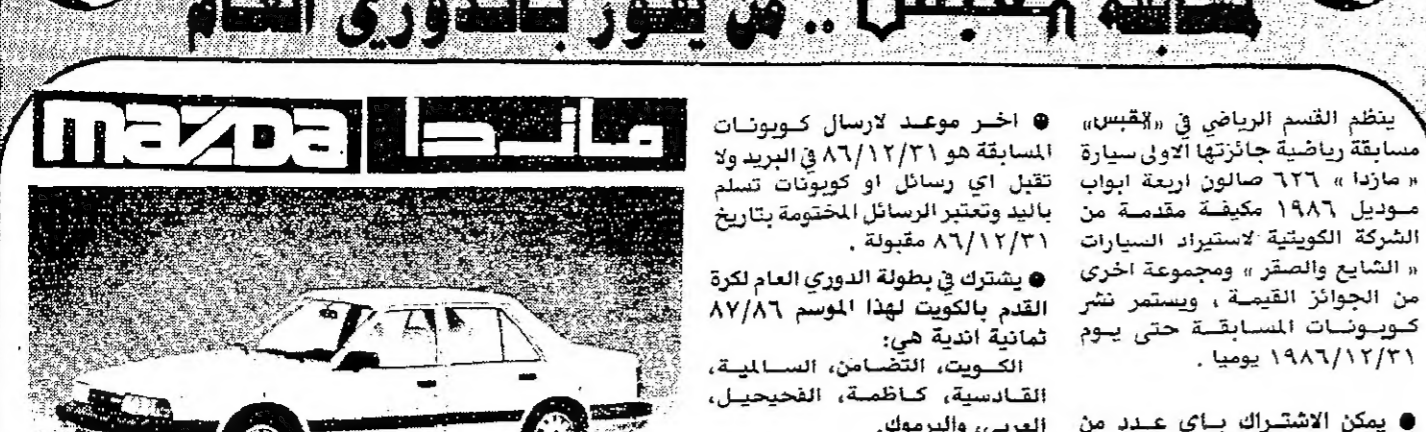 مسابقة القبس .. من يفوز بالدوري العام
ينظم القسم الرياضي في «القبس»
مسابقة رياضية جائزتها الاولى سيارة
« مازدا » ٦٢٦ صالون اربعة ابواب
موديل ١٩٨٦ مكيفة مقدمة من
الشركة الكويتية لاستيراد السيارات
« الشايع والصقر » ومجموعة اخرى
من الجوائز القيمة ، ويستمر نشر
كوبونات المسابقة حتى يوم
١٩٨٦/١٢/٣١ يوميا .
● يمكن الاشتراك باي عدد من
● اخر موعد لارسال كوبونات
المسابقة هو ٨٦/١٢/٣١ في البريد ولا
تقبل اي رسائل او كوبونات تسلم
باليد وتعتبر الرسائل المختومة بتاريخ
٨٦/١٢/٣١ مقبولة .
● يشترك في بطولة الدوري العام لكرة
القدم بالكويت لهذا الموسم ٨٧/٨٦
ثمانية اندية هي:
الكويت، التضامن، السالمية،
القادسية، كاظمة، الفحيحيل،
العربي، واليرموك.
mazda مازدا